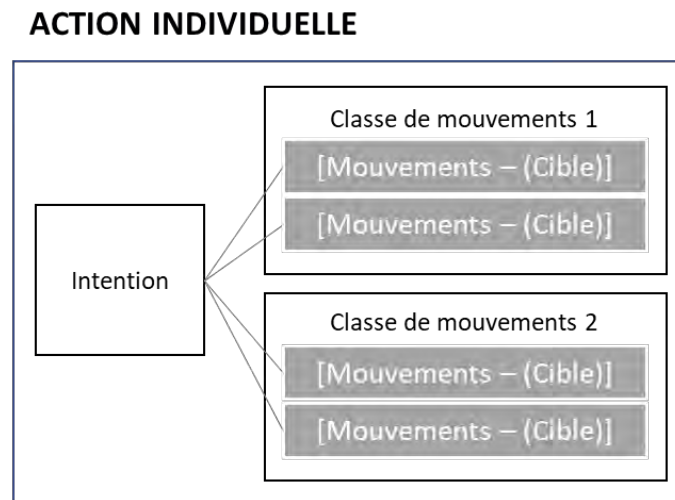 ACTION INDIVIDUELLE
Classe de mouvements 1
[Mouvements – (Cible)]
[Mouvements – (Cible)]
Intention
Classe de mouvements 2
[Mouvements – (Cible)]
[Mouvements – (Cible)]